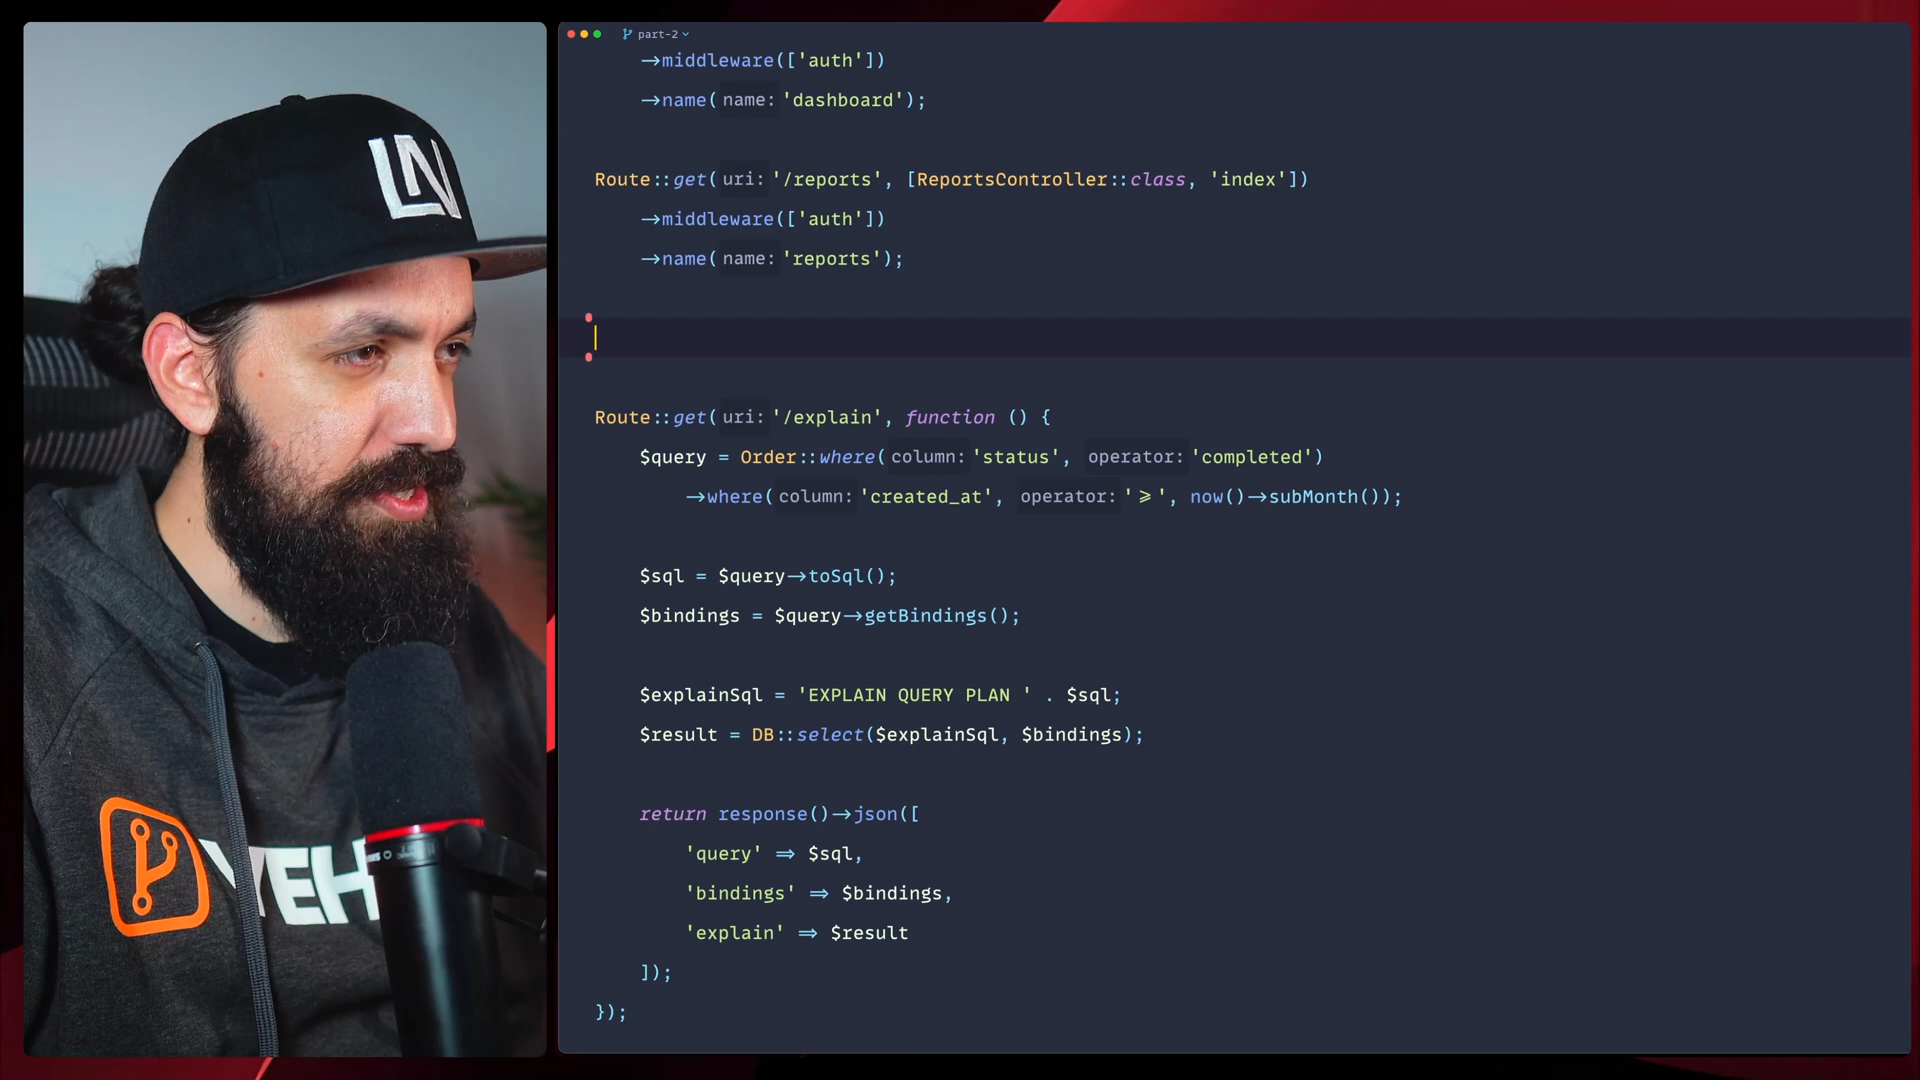 LN
YEH
part-2
->middleware(['auth'])
->name( name: 'dashboard');
Route::get( uri: '/reports', [ReportsController::class, 'index'])
->middleware(['auth'])
->name( name: 'reports');
Route::get( uri: '/explain', function () {
$query = Order::where( column: 'status', operator: 'completed')
->where( column: 'created_at', operator: '>=', now()->subMonth());
$sql = $query->toSql();
$bindings = $query->getBindings();
$explainSql = 'EXPLAIN QUERY PLAN ' . $sql;
$result = DB::select($explainSql, $bindings);
return response()->json([
'query' => $sql,
'bindings' => $bindings,
'explain' => $result
]);
});